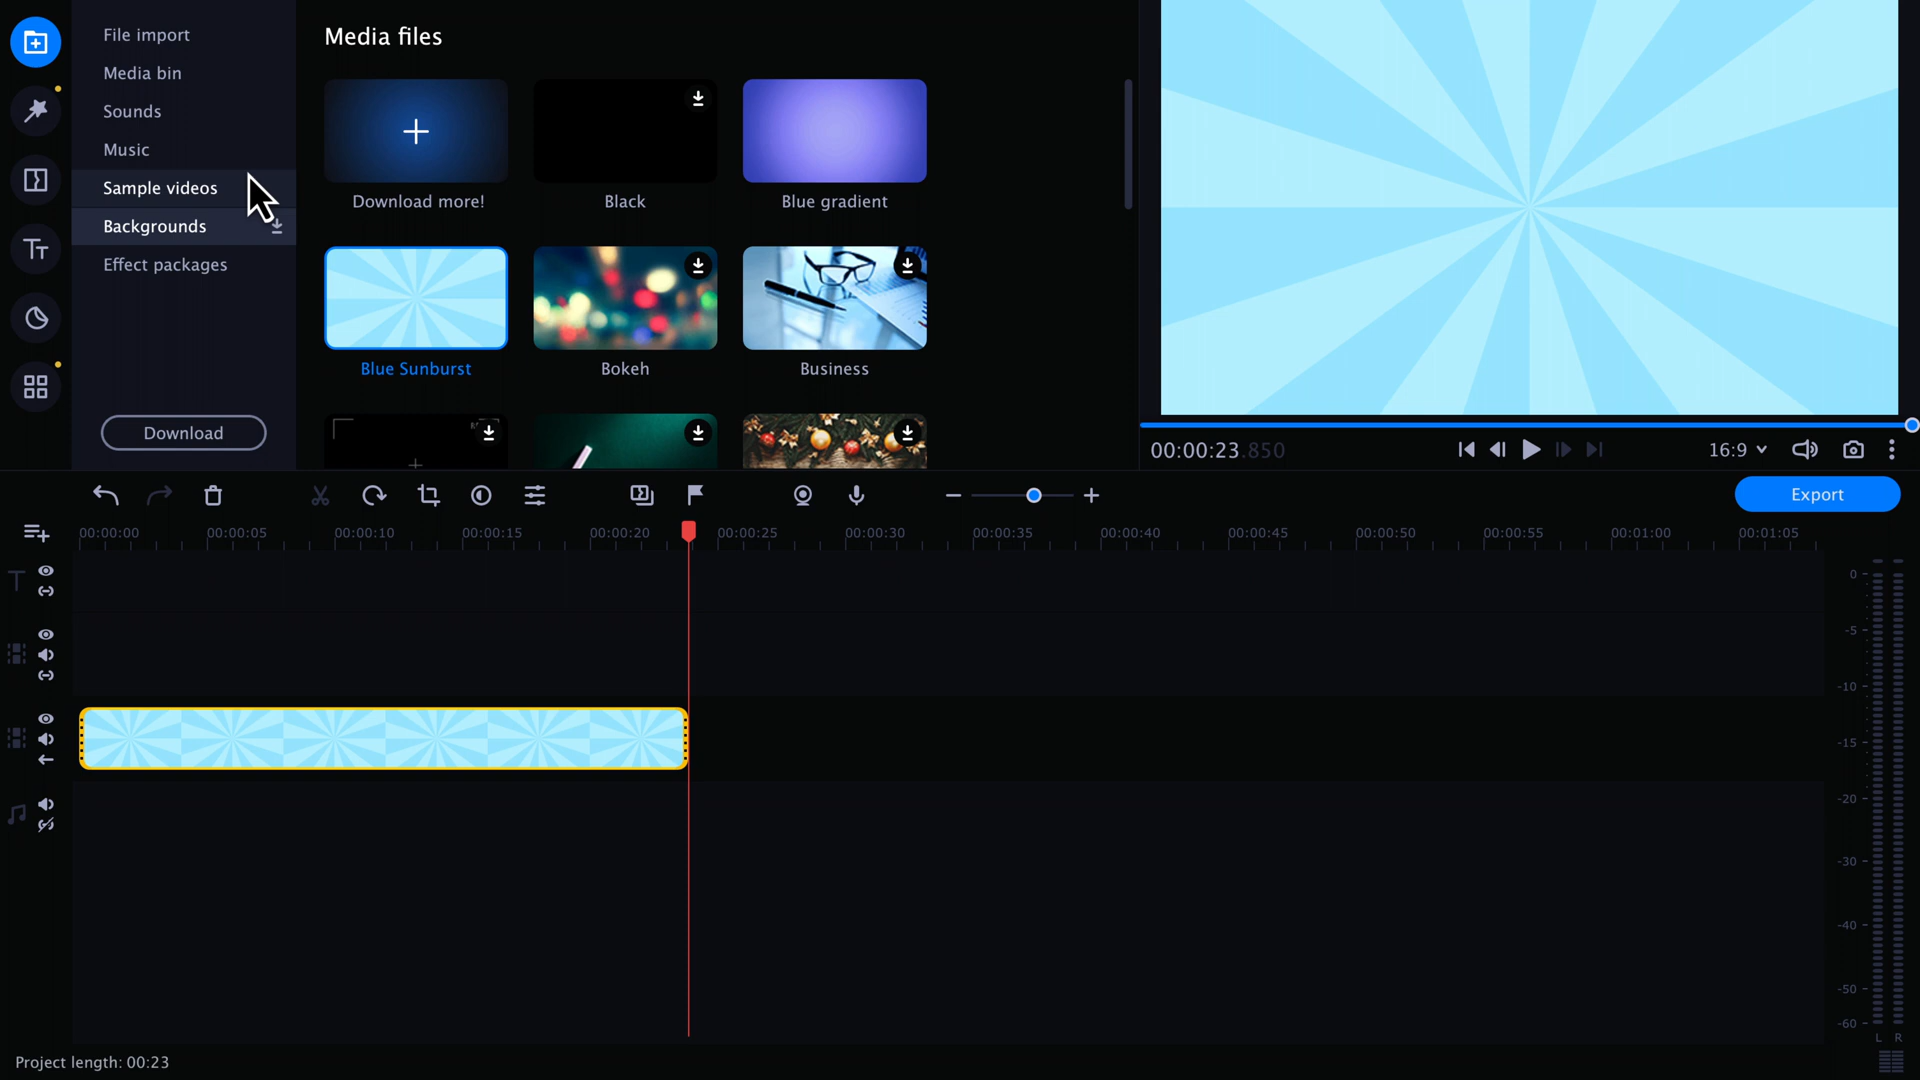 File import
Media bin
Sounds
Music
Sample videos
Backgrounds
Effect packages
Download
Media files
Download more!
Black
Blue gradient
Blue Sunburst
Bokeh
Business
00:00:23.850
16:9
Export
00:00:00 00:00:05 00:00:10 00:00:15 00:00:20 00:00:25 00:00:30 00:00:35 00:00:40 00:00:45 00:00:50 00:00:55 00:01:00 00:01:05
0
-5
-10
-15
-20
-30
-40
-50
-60
L R
Project length: 00:23